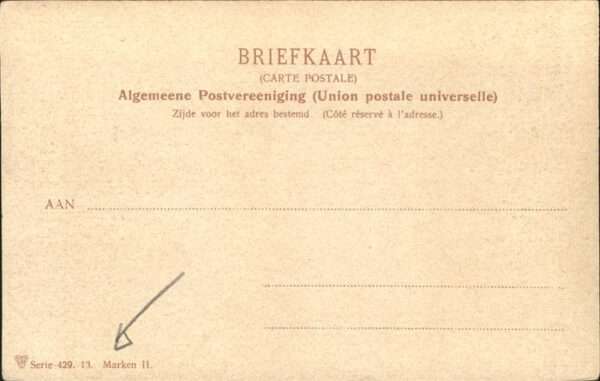 BRIEFKAART
(CARTE POSTALE)
Algemeene Postvereeniging (Union postale universelle)
Zijde voor het adres bestemd. (Côté réservé à l'adresse.)
AAN
Serie 429. 13. Marken II.